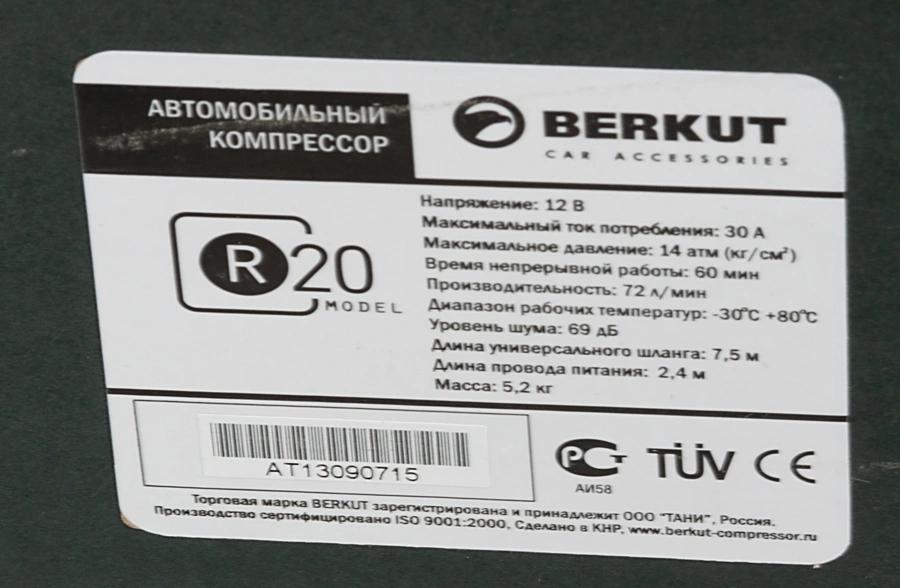 АВТОМОБИЛЬНЫЙ
КОМПРЕССОР
BERKUT
CAR ACCESSORIES
R20
MODEL
Напряжение: 12 В
Максимальный ток потребления: 30 А
Максимальное давление: 14 атм (кг/см²)
Время непрерывной работы: 60 мин
Производительность: 72 л/мин
Диапазон рабочих температур: -30°C +80°C
Уровень шума: 69 дБ
Длина универсального шланга: 7,5 м
Длина провода питания: 2,4 м
Масса: 5,2 кг
AT13090715
РСТ TÜV CE
АИ58
Торговая марка BERKUT зарегистрирована и принадлежит ООО "ТАНИ", Россия.
Производство сертифицировано ISO 9001:2000, Сделано в КНР, www.berkut-compressor.ru